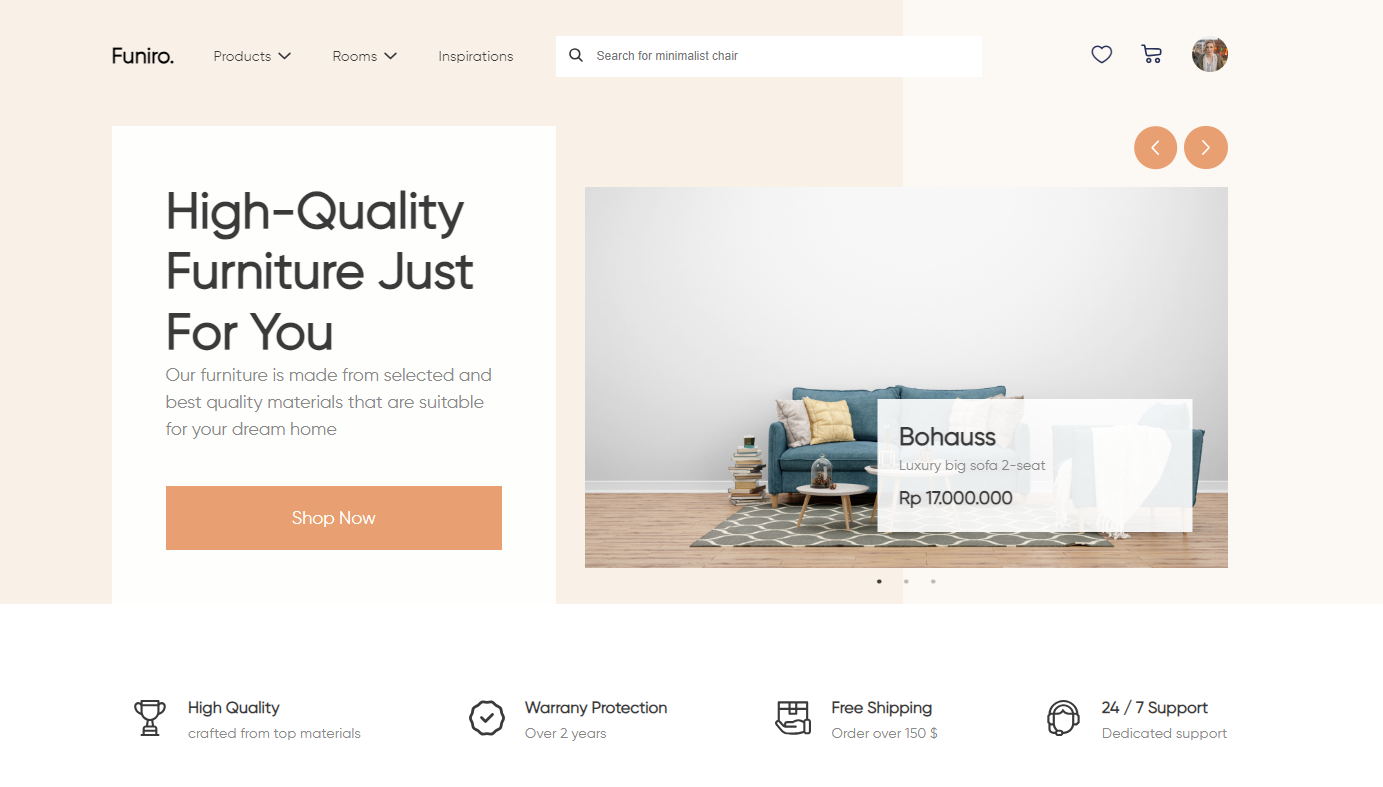 Funiro.
Products
Rooms
Inspirations
Search for minimalist chair
High-Quality
Furniture Just
For You
Our furniture is made from selected and
best quality materials that are suitable
for your dream home
Shop Now
Bohauss
Luxury big sofa 2-seat
Rp 17.000.000
High Quality
crafted from top materials
Warrany Protection
Over 2 years
Free Shipping
Order over 150 $
24 / 7 Support
Dedicated support